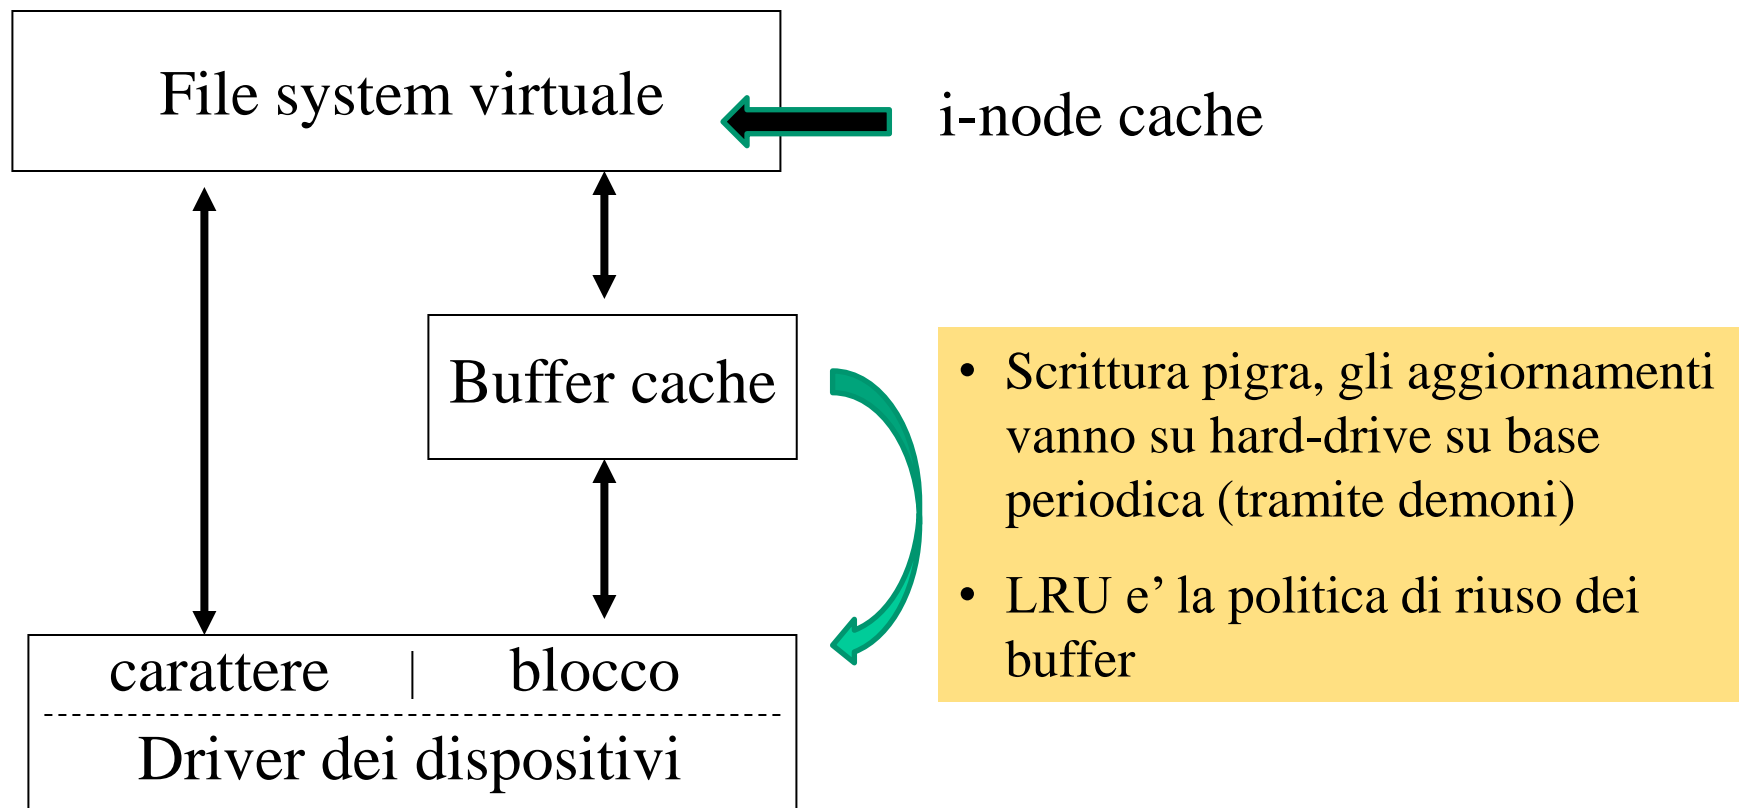 File system virtuale
i-node cache
Buffer cache
• Scrittura pigra, gli aggiornamenti
vanno su hard-drive su base
periodica (tramite demoni)
• LRU e’ la politica di riuso dei
buffer
carattere | blocco
Driver dei dispositivi